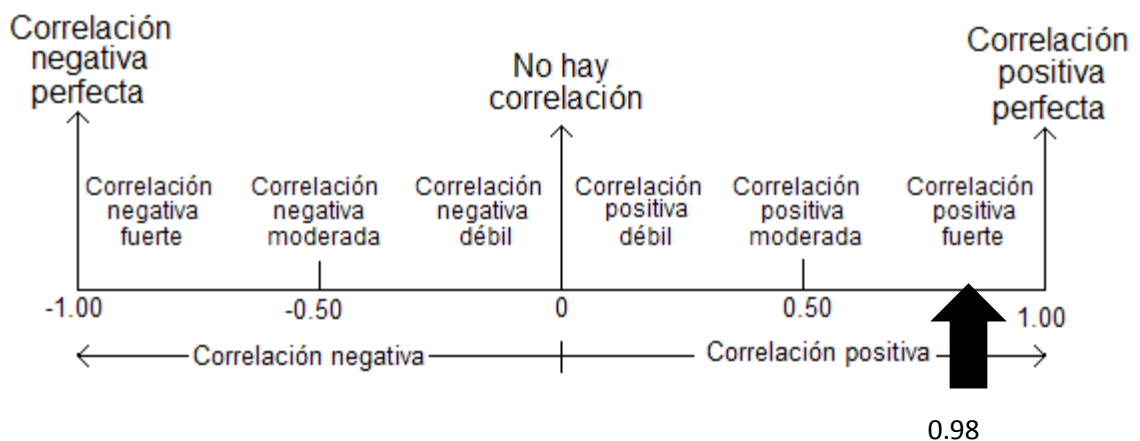 Correlación
negativa
perfecta
No hay
correlación
Correlación
positiva
perfecta
Correlación
negativa
fuerte
Correlación
negativa
moderada
Correlación
negativa
débil
Correlación
positiva
débil
Correlación
positiva
moderada
Correlación
positiva
fuerte
-1.00
-0.50
0
0.50
1.00
Correlación negativa
Correlación positiva
0.98